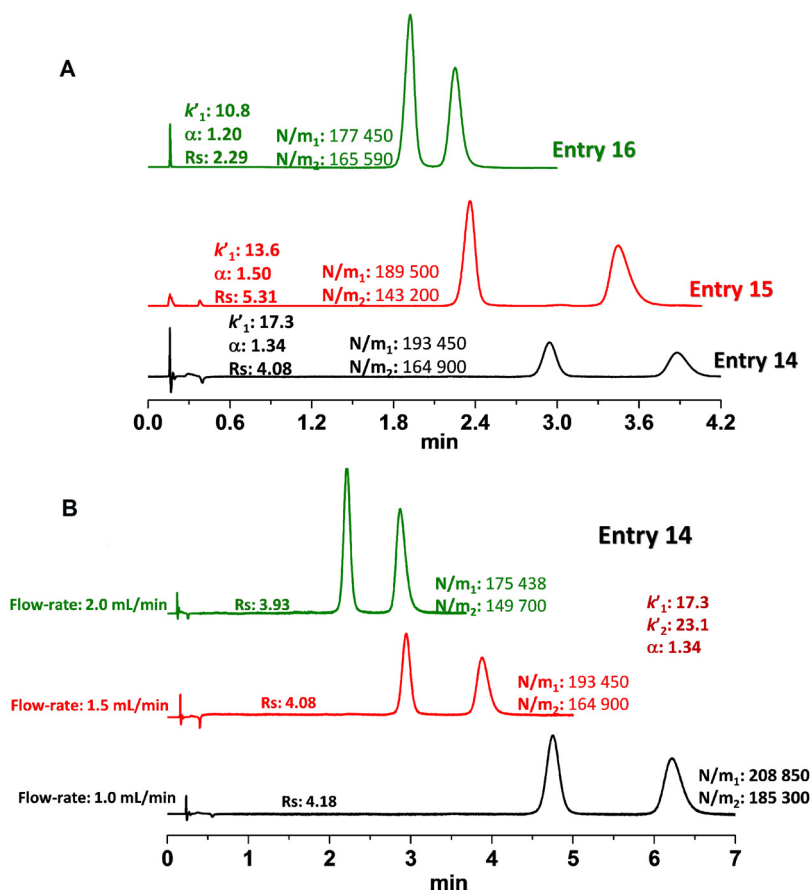 A
k'₁: 10.8
α: 1.20
Rs: 2.29
N/m₁: 177 450
N/m₂: 165 590
Entry 16
k'₁: 13.6
α: 1.50
Rs: 5.31
N/m₁: 189 500
N/m₂: 143 200
Entry 15
k'₁: 17.3
α: 1.34
Rs: 4.08
N/m₁: 193 450
N/m₂: 164 900
Entry 14
0.0 0.6 1.2 1.8 2.4 3.0 3.6 4.2
min
B
Entry 14
Flow-rate: 2.0 mL/min
Rs: 3.93
N/m₁: 175 438
N/m₂: 149 700
k'₁: 17.3
k'₂: 23.1
α: 1.34
Flow-rate: 1.5 mL/min
Rs: 4.08
N/m₁: 193 450
N/m₂: 164 900
Flow-rate: 1.0 mL/min
Rs: 4.18
N/m₁: 208 850
N/m₂: 185 300
0 1 2 3 4 5 6 7
min